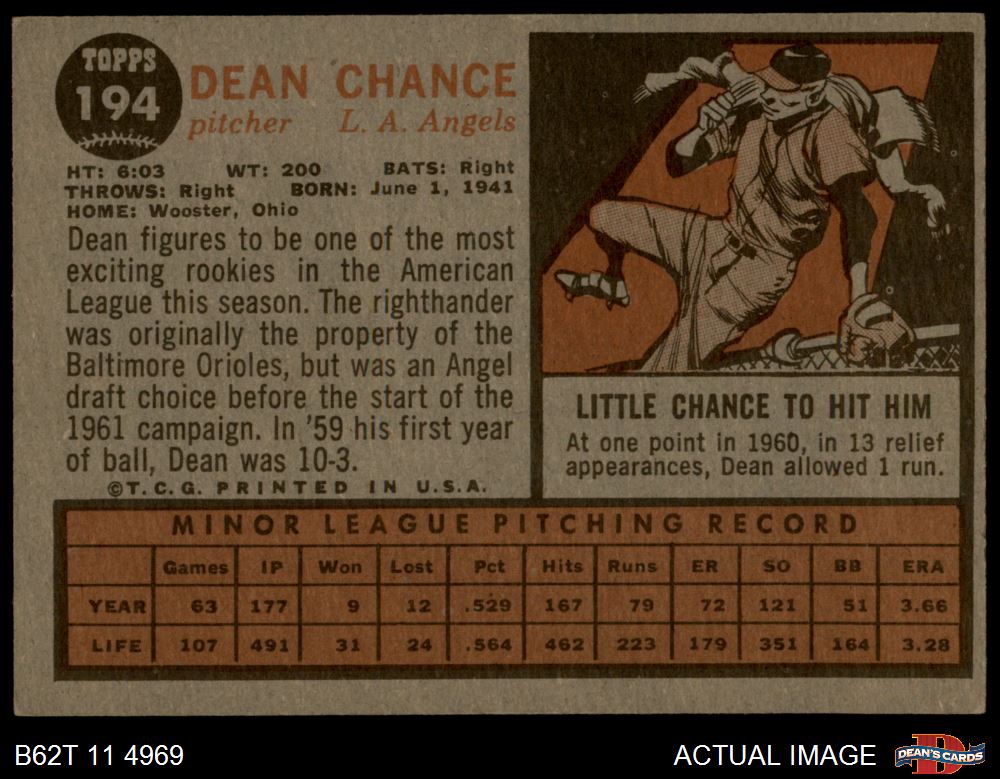 TOPPS
194
DEAN CHANCE
pitcher L. A. Angels
HT: 6:03 WT: 200 BATS: Right
THROWS: Right BORN: June 1, 1941
HOME: Wooster, Ohio
Dean figures to be one of the most
exciting rookies in the American
League this season. The righthander
was originally the property of the
Baltimore Orioles, but was an Angel
draft choice before the start of the
1961 campaign. In '59 his first year
of ball, Dean was 10-3.
©T.C.G. PRINTED IN U.S.A.
LITTLE CHANCE TO HIT HIM
At one point in 1960, in 13 relief
appearances, Dean allowed 1 run.
MINOR LEAGUE PITCHING RECORD
Games IP Won Lost Pct Hits Runs ER SO BB ERA
YEAR 63 177 9 12 .529 167 79 72 121 51 3.66
LIFE 107 491 31 24 .564 462 223 179 351 164 3.28
B62T 11 4969 ACTUAL IMAGE DEAN'S CARDS